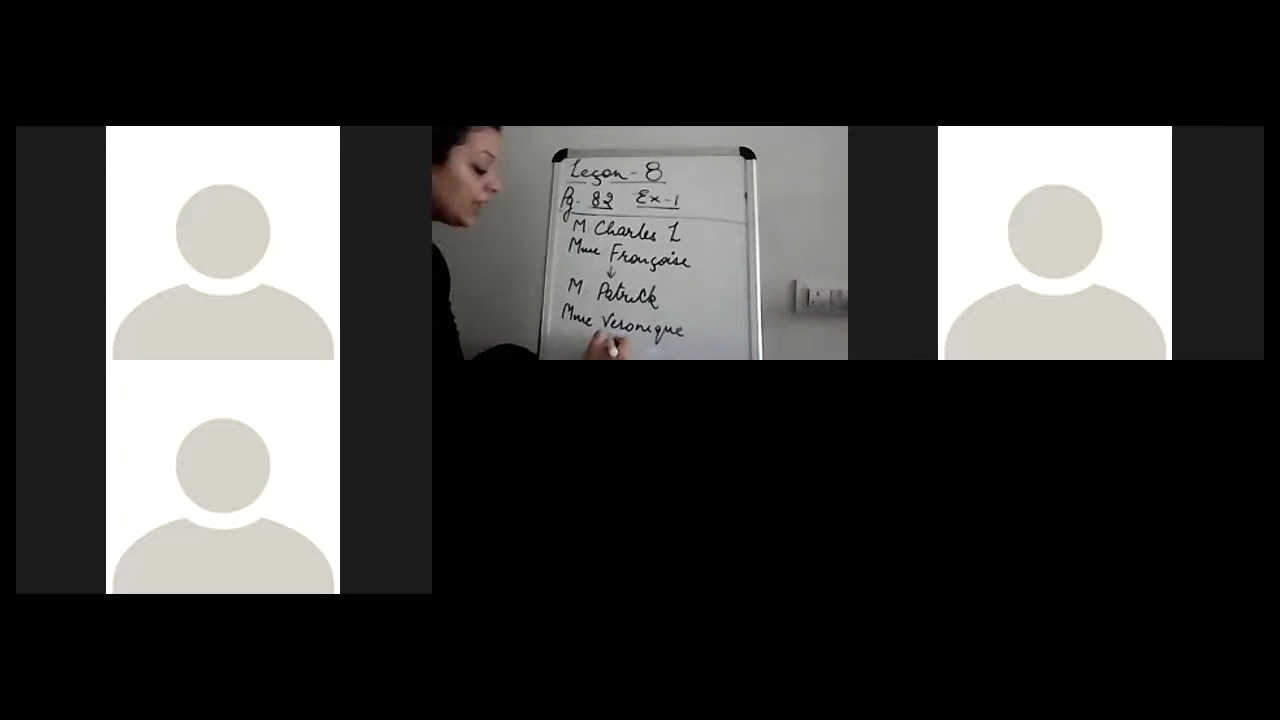 Leçon - 8
Pg - 82 Ex-1
M Charles L
Mme Françoise
↓
M Patrick
Mme Veronique